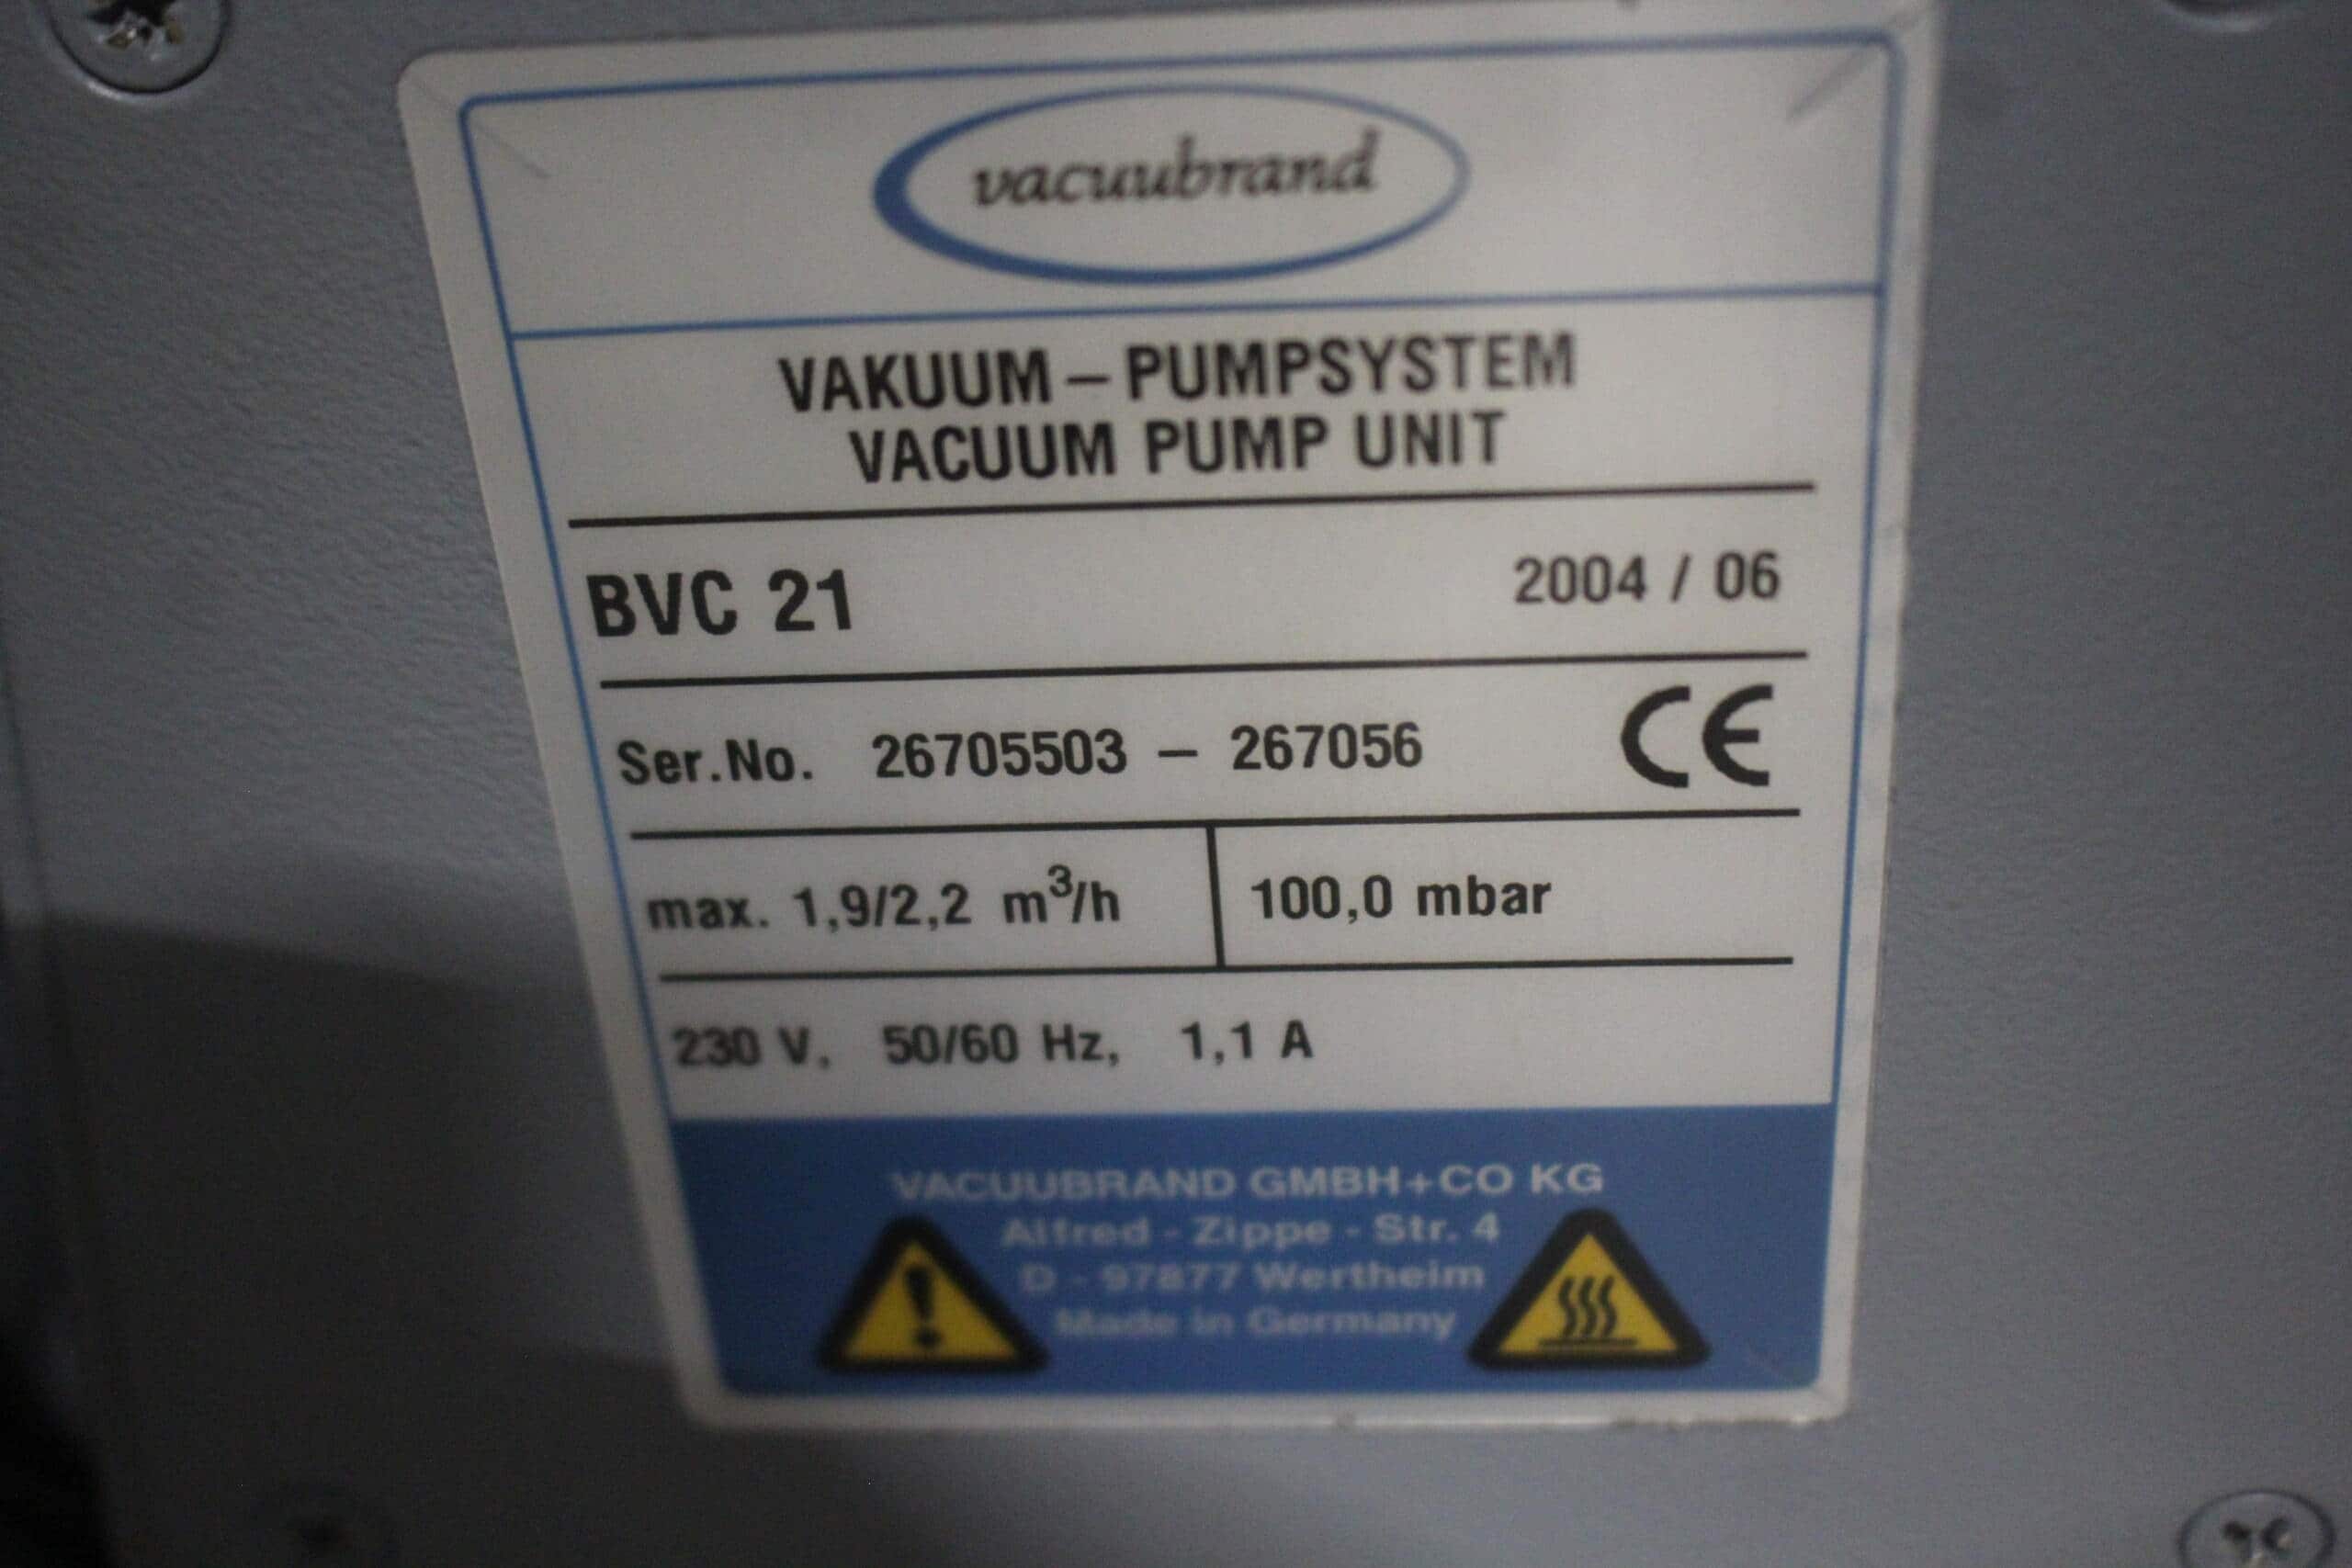 vacuubrand
VAKUUM – PUMPSYSTEM
VACUUM PUMP UNIT
BVC 21 2004 / 06
Ser.No. 26705503 – 267056 CE
max. 1,9/2,2 m³/h 100,0 mbar
230 V, 50/60 Hz, 1,1 A
VACUUBRAND GMBH+CO KG
Alfred - Zippe - Str. 4
D - 97877 Wertheim
Made in Germany